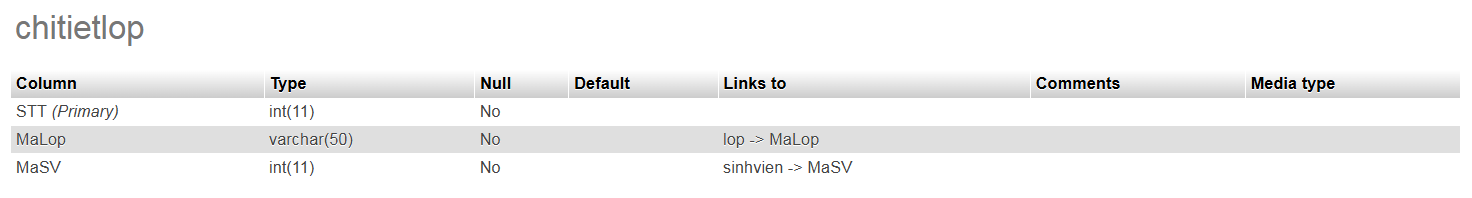 chitietlop
Column Type Null Default Links to Comments Media type
STT (Primary) int(11) No
MaLop varchar(50) No lop -> MaLop
MaSV int(11) No sinhvien -> MaSV